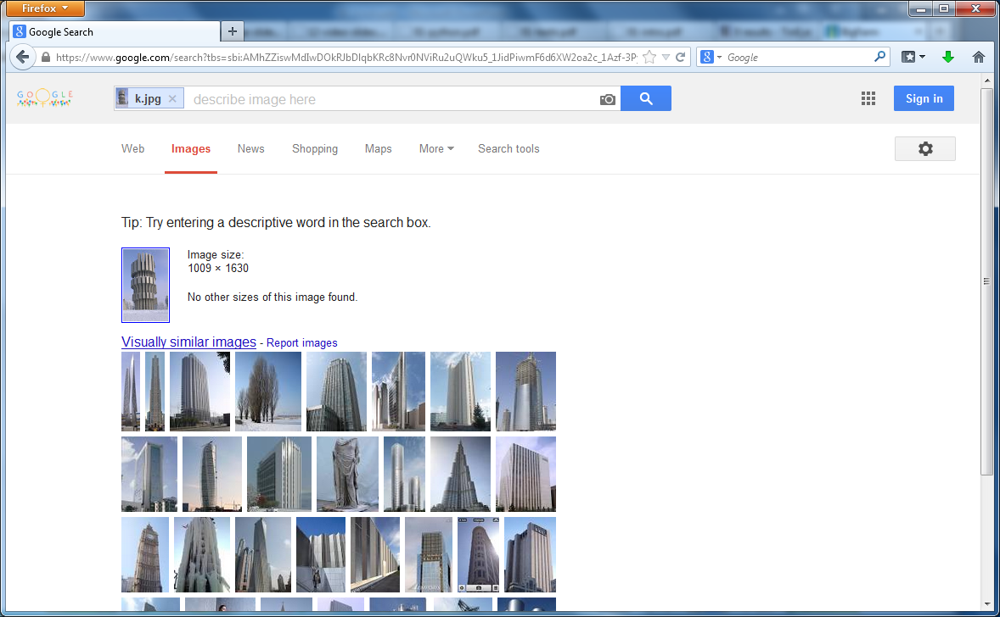 Firefox
Google Search
https://www.google.com/search?tbs=sbi:AMhZZiswMdIwDOkRJbDIqbKRc8Nvr0NViRu2uQWku5_1JidPiwmF6d6XW2oa2c_1Azf-3P
Google
GOOGLE
k.jpg
describe image here
Sign in
Web Images News Shopping Maps More Search tools
Tip: Try entering a descriptive word in the search box.
Image size:
1009 × 1630
No other sizes of this image found.
Visually similar images - Report images